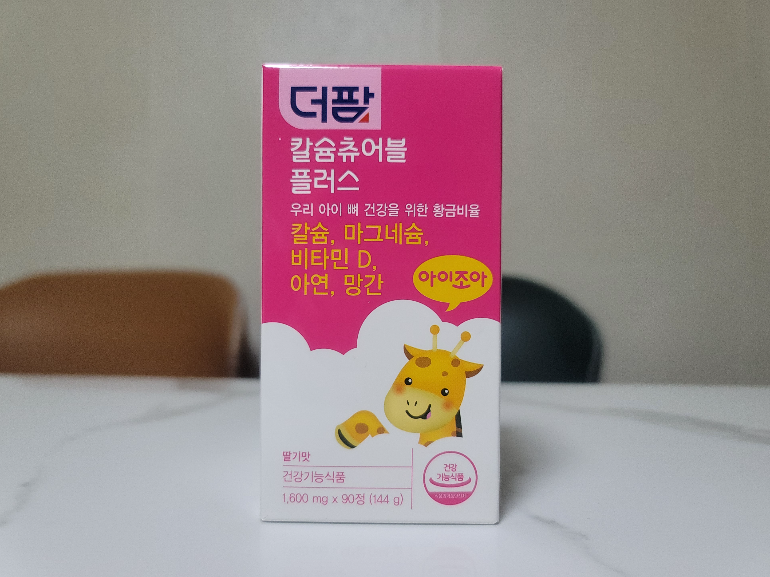 더팜
칼슘츄어블
플러스
우리 아이 뼈 건강을 위한 황금비율
칼슘, 마그네슘,
비타민 D,
아연, 망간
아이조아
딸기맛
건강기능식품
1,600 mg x 90정 (144 g)
건강
기능식품